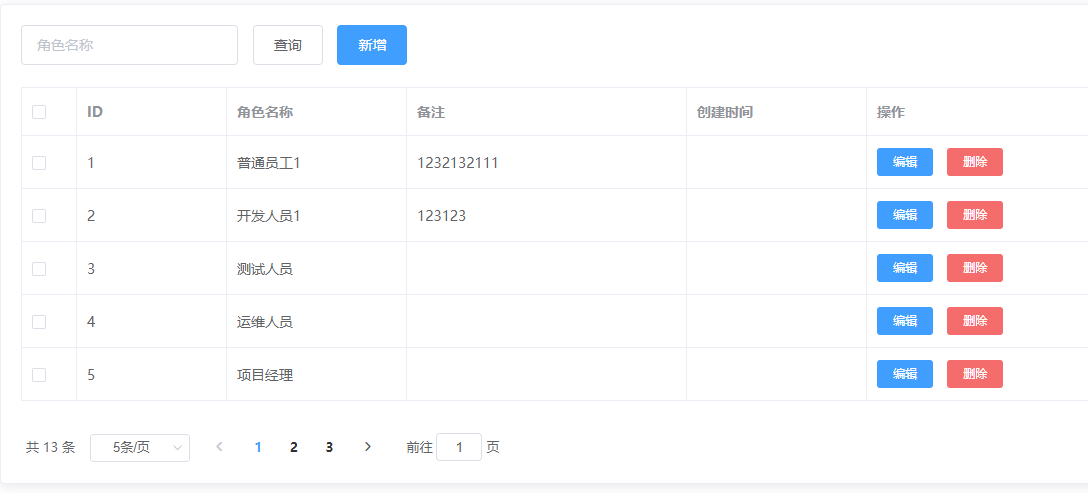 角色名称 查询 新增
ID 角色名称 备注 创建时间 操作
1 普通员工1 1232132111 编辑 删除
2 开发人员1 123123 编辑 删除
3 测试人员 编辑 删除
4 运维人员 编辑 删除
5 项目经理 编辑 删除
共 13 条 5条/页 1 2 3 前往 1 页